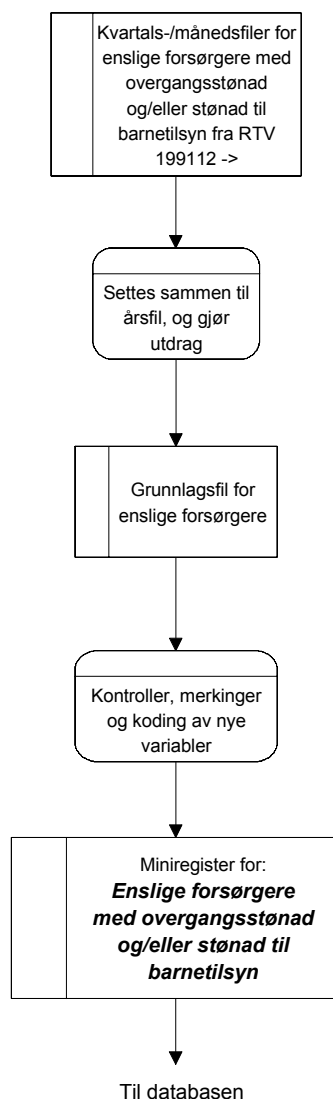 Kvartals-/månedsfiler for
enslige forsørgere med
overgangsstønad
og/eller stønad til
barnetilsyn fra RTV
199112 ->
Settes sammen til
årsfil, og gjør
utdrag
Grunnlagsfil for
enslige forsørgere
Kontroller, merkinger
og koding av nye
variabler
Miniregister for:
Enslige forsørgere
med overgangsstønad
og/eller stønad til
barnetilsyn
Til databasen